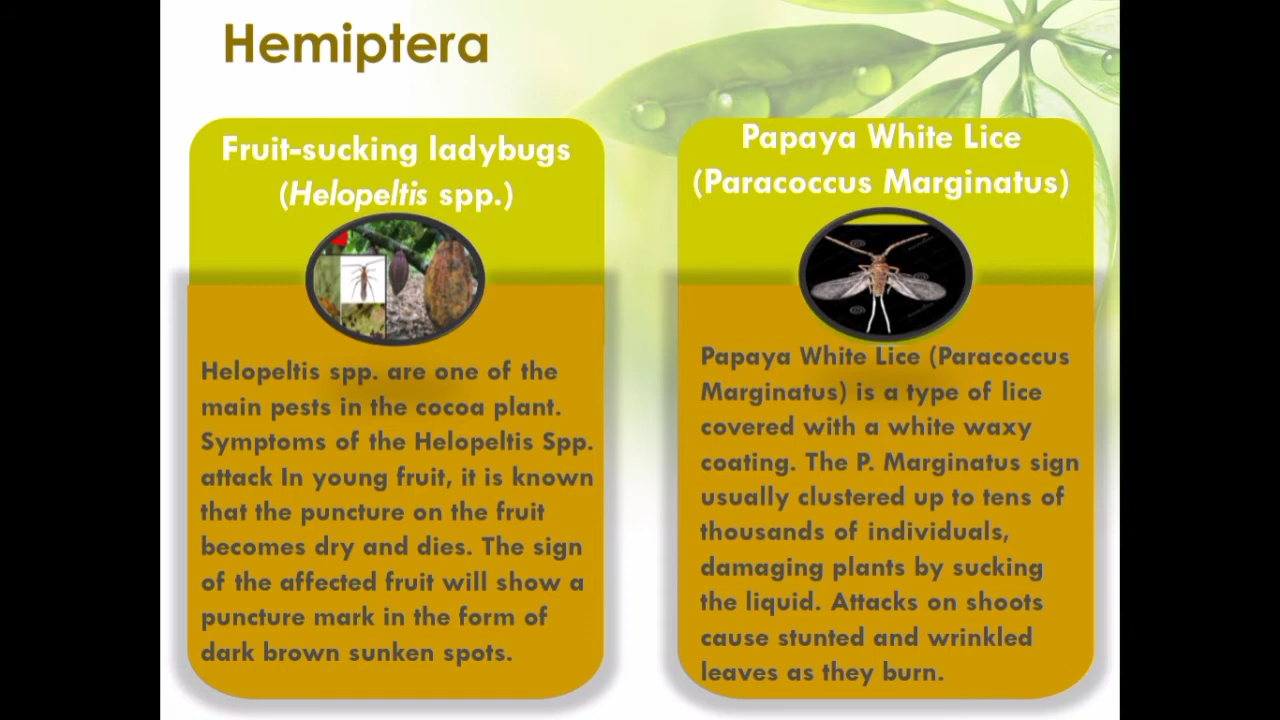 Hemiptera
Fruit-sucking ladybugs
(Helopeltis spp.)
Helopeltis spp. are one of the
main pests in the cocoa plant.
Symptoms of the Helopeltis Spp.
attack In young fruit, it is known
that the puncture on the fruit
becomes dry and dies. The sign
of the affected fruit will show a
puncture mark in the form of
dark brown sunken spots.
Papaya White Lice
(Paracoccus Marginatus)
Papaya White Lice (Paracoccus
Marginatus) is a type of lice
covered with a white waxy
coating. The P. Marginatus sign
usually clustered up to tens of
thousands of individuals,
damaging plants by sucking
the liquid. Attacks on shoots
cause stunted and wrinkled
leaves as they burn.